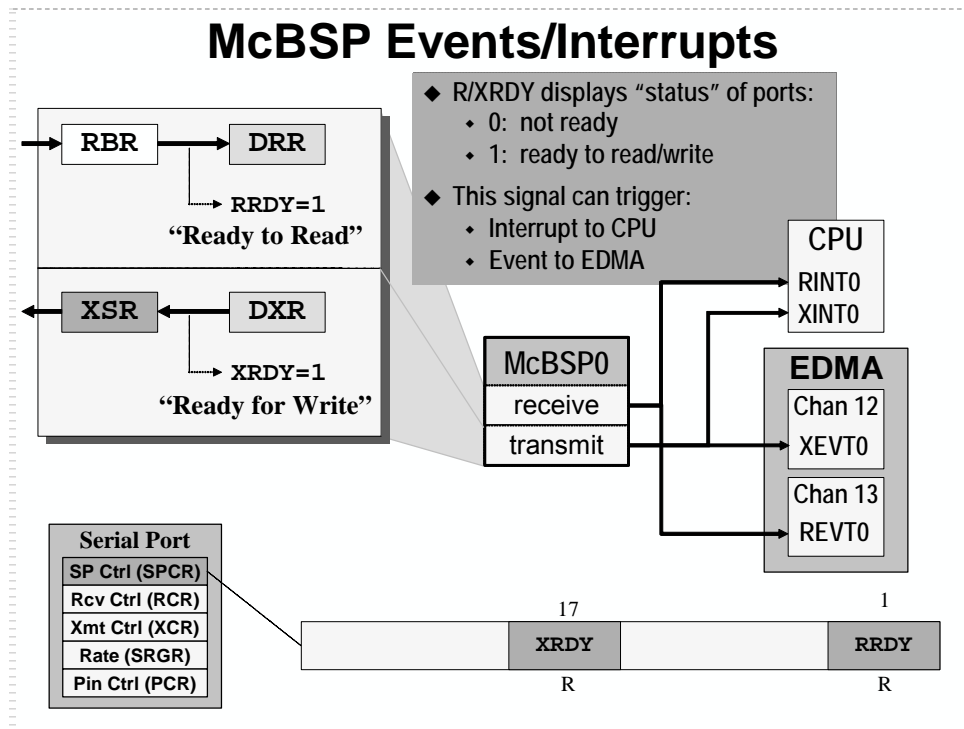 McBSP Events/Interrupts
◆ R/XRDY displays “status” of ports:
◆ 0: not ready
◆ 1: ready to read/write
◆ This signal can trigger:
◆ Interrupt to CPU
◆ Event to EDMA
RBR
DRR
RRDY=1
“Ready to Read”
XSR
DXR
XRDY=1
“Ready for Write”
McBSP0
receive
transmit
CPU
RINT0
XINT0
EDMA
Chan 12
XEVT0
Chan 13
REVT0
Serial Port
SP Ctrl (SPCR)
Rcv Ctrl (RCR)
Xmt Ctrl (XCR)
Rate (SRGR)
Pin Ctrl (PCR)
17
1
XRDY
RRDY
R
R